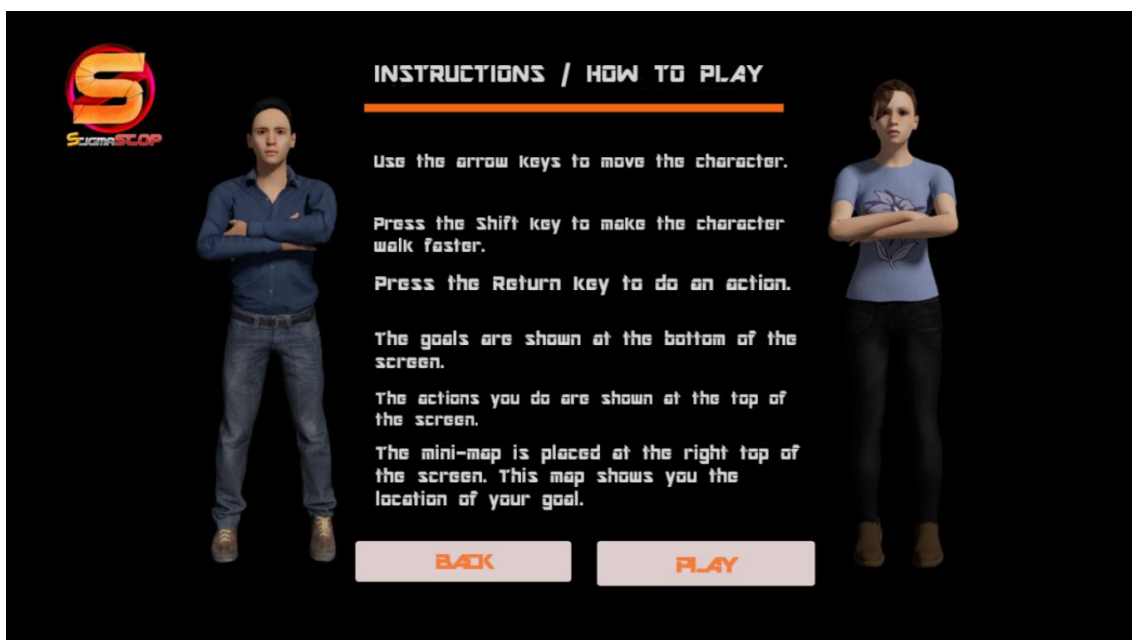 StigmaSTOP
INSTRUCTIONS / HOW TO PLAY
Use the arrow keys to move the character.
Press the Shift key to make the character
walk faster.
Press the Return key to do an action.
The goals are shown at the bottom of the
screen.
The actions you do are shown at the top of
the screen.
The mini-map is placed at the right top of
the screen. This map shows you the
location of your goal.
BACK
PLAY